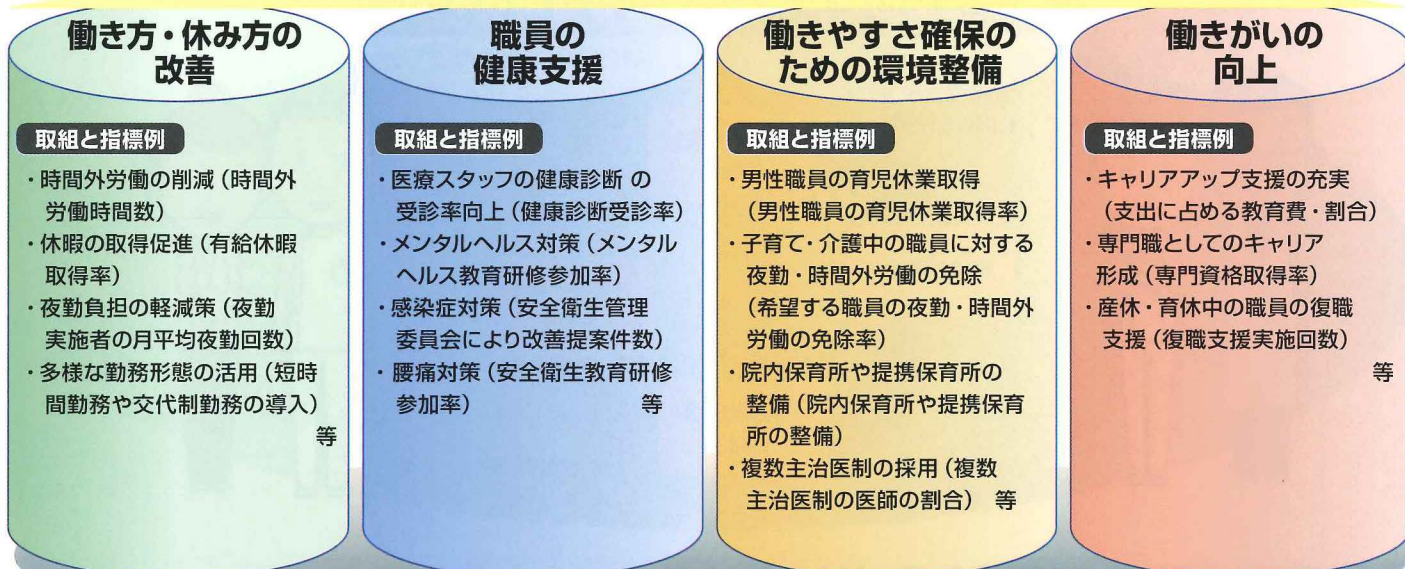 働き方・休み方の
改善
取組と指標例
・時間外労働の削減（時間外
労働時間数）
・休暇の取得促進（有給休暇
取得率）
・夜勤負担の軽減策（夜勤
実施者の月平均夜勤回数）
・多様な勤務形態の活用（短時
間勤務や交代制勤務の導入）
等
職員の
健康支援
取組と指標例
・医療スタッフの健康診断 の
受診率向上（健康診断受診率）
・メンタルヘルス対策（メンタル
ヘルス教育研修参加率）
・感染症対策（安全衛生管理
委員会により改善提案件数）
・腰痛対策（安全衛生教育研修
参加率） 等
働きやすさ確保の
ための環境整備
取組と指標例
・男性職員の育児休業取得
（男性職員の育児休業取得率）
・子育て・介護中の職員に対する
夜勤・時間外労働の免除
（希望する職員の夜勤・時間外
労働の免除率）
・院内保育所や提携保育所の
整備（院内保育所や提携保育
所の整備）
・複数主治医制の採用（複数
主治医制の医師の割合） 等
働きがいの
向上
取組と指標例
・キャリアアップ支援の充実
（支出に占める教育費・割合）
・専門職としてのキャリア
形成（専門資格取得率）
・産休・育休中の職員の復職
支援（復職支援実施回数）
等